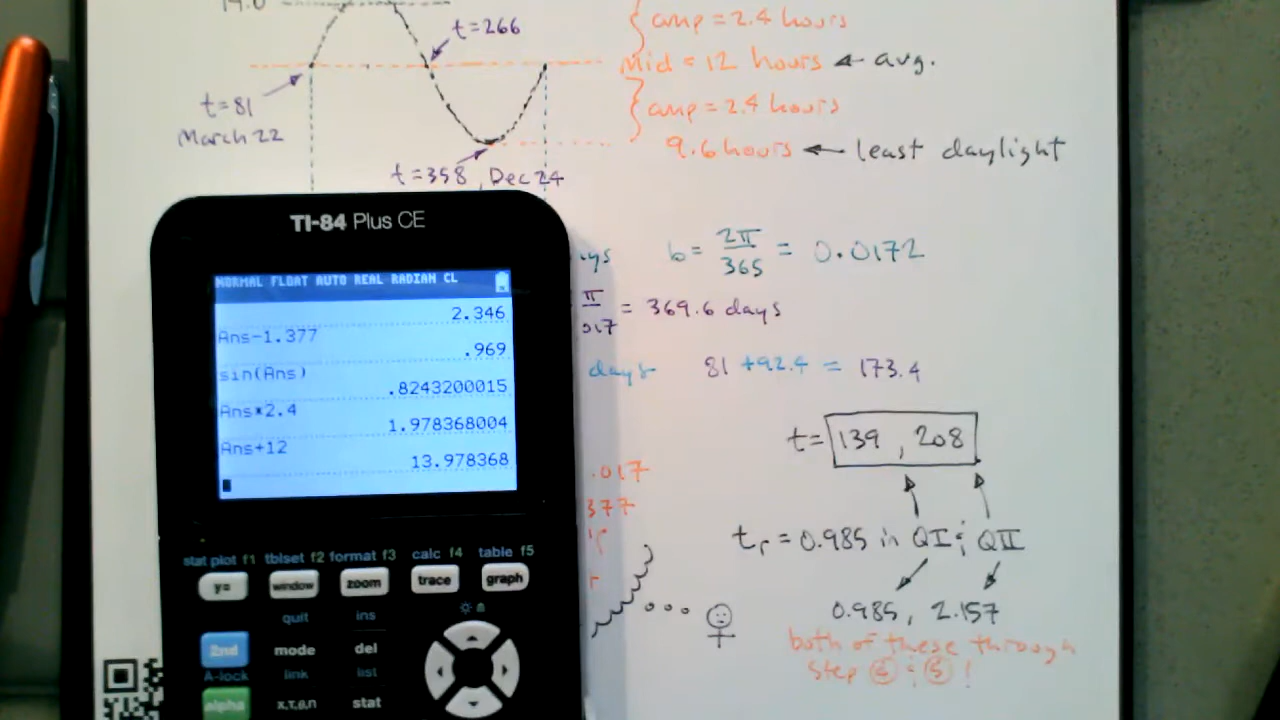 14.0
amp = 2.4 hours
t=266
mid = 12 hours ← avg.
t=81
March 22
amp = 2.4 hours
9.6 hours ← least daylight
t=358, Dec 24
TI-84 Plus CE
NORMAL FLOAT AUTO REAL RADIAN CL
2.346
Ans-1.377
.969
sin(Ans)
.8243200015
Ans*2.4
1.978368004
Ans+12
13.978368
b = 2π/365 = 0.0172
= 369.6 days
days 81 +92.4 = 173.4
t= 139, 208
.017
377
tr = 0.985 in QI ; QII
0.985, 2.157
both of these through
step ④ ; ⑤ !
stat plot f1 tblset f2 format f3 calc f4 table f5
y= window zoom trace graph
quit ins
2nd mode del
A-lock link list
alpha X,T,θ,n stat